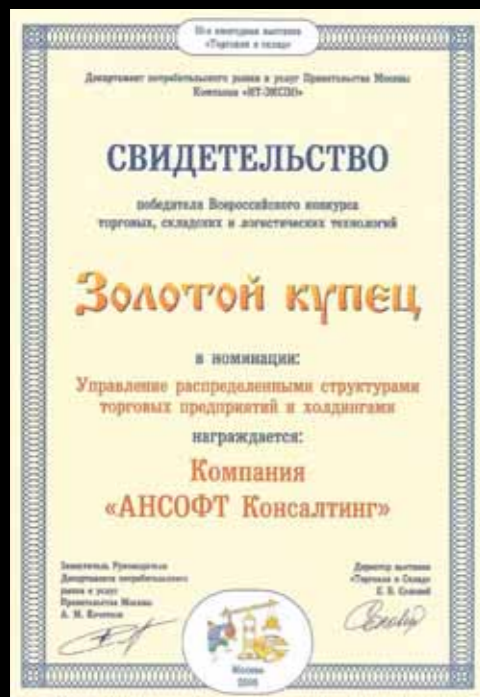 ежегодная выставка
«Торговля и склад»
Департамент потребительского рынка и услуг Правительства Москвы
Компания «ИТ-ЭКСПО»
СВИДЕТЕЛЬСТВО
победителя Всероссийского конкурса
торговых, складских и логистических технологий
Золотой купец
в номинации:
Управление распределенными структурами
торговых предприятий и холдингами
награждается:
Компания
«АНСОФТ Консалтинг»
Заместитель Руководителя
Департамента потребительского
рынка и услуг
Правительства Москвы
А. М.
Директор выставки
«Торговля и Склад»
Москва